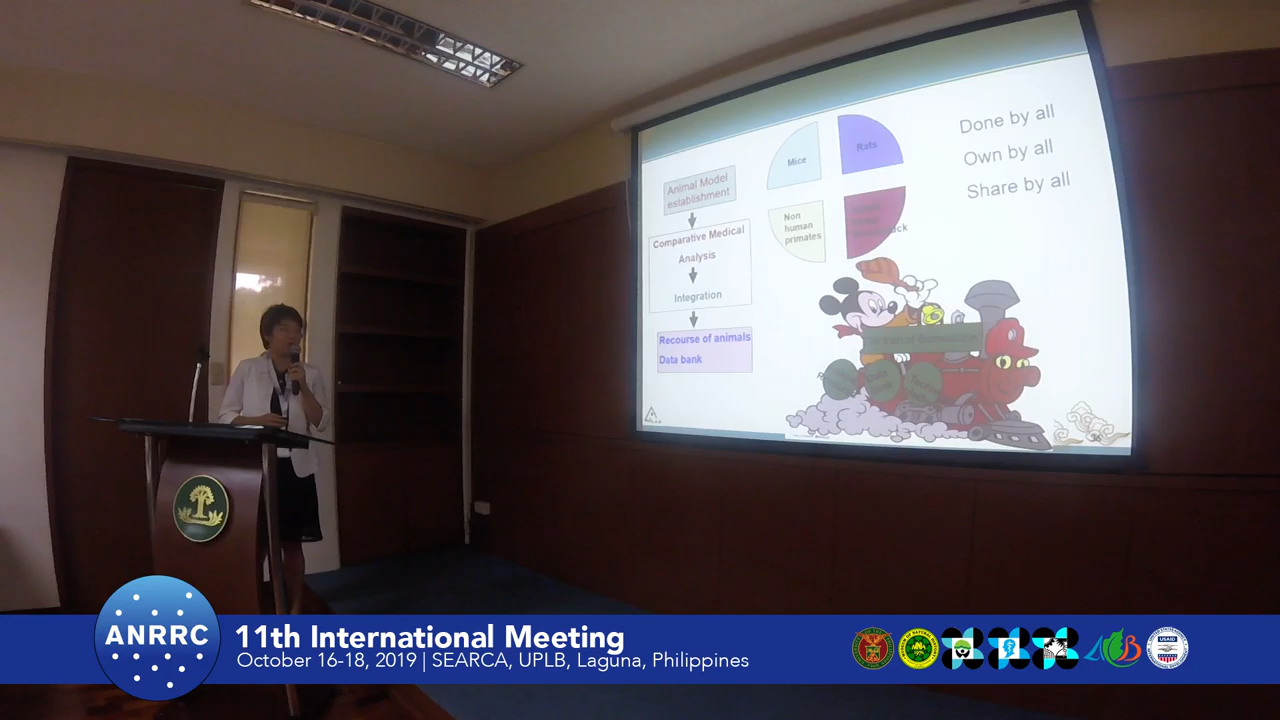 Done by all
Own by all
Share by all
Mice
Rats
Non
human
primates
Animal Model
establishment
Comparative Medical
Analysis
Integration
Recourse of animals
Data bank
ANRRC
11th International Meeting
October 16-18, 2019 | SEARCA, UPLB, Laguna, Philippines
USAID